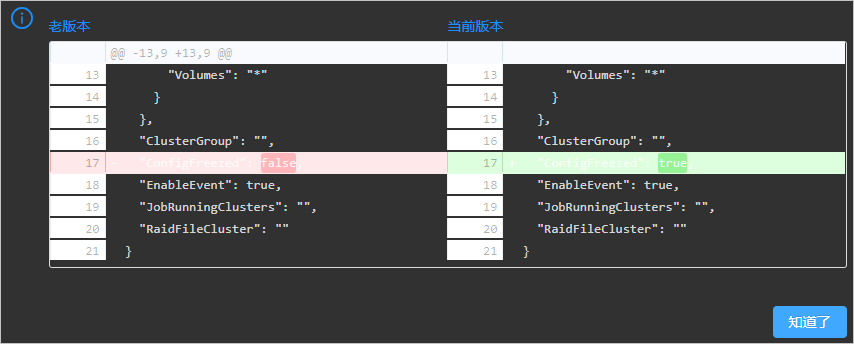 老版本 当前版本
@@ -13,9 +13,9 @@
13 "Volumes": "*" 13 "Volumes": "*"
14 } 14 }
15 }, 15 },
16 "ClusterGroup": "", 16 "ClusterGroup": "",
17 - "ConfigFreezed": false, 17 + "ConfigFreezed": true,
18 "EnableEvent": true, 18 "EnableEvent": true,
19 "JobRunningClusters": "", 19 "JobRunningClusters": "",
20 "RaidFileCluster": "" 20 "RaidFileCluster": ""
21 } 21 }
知道了